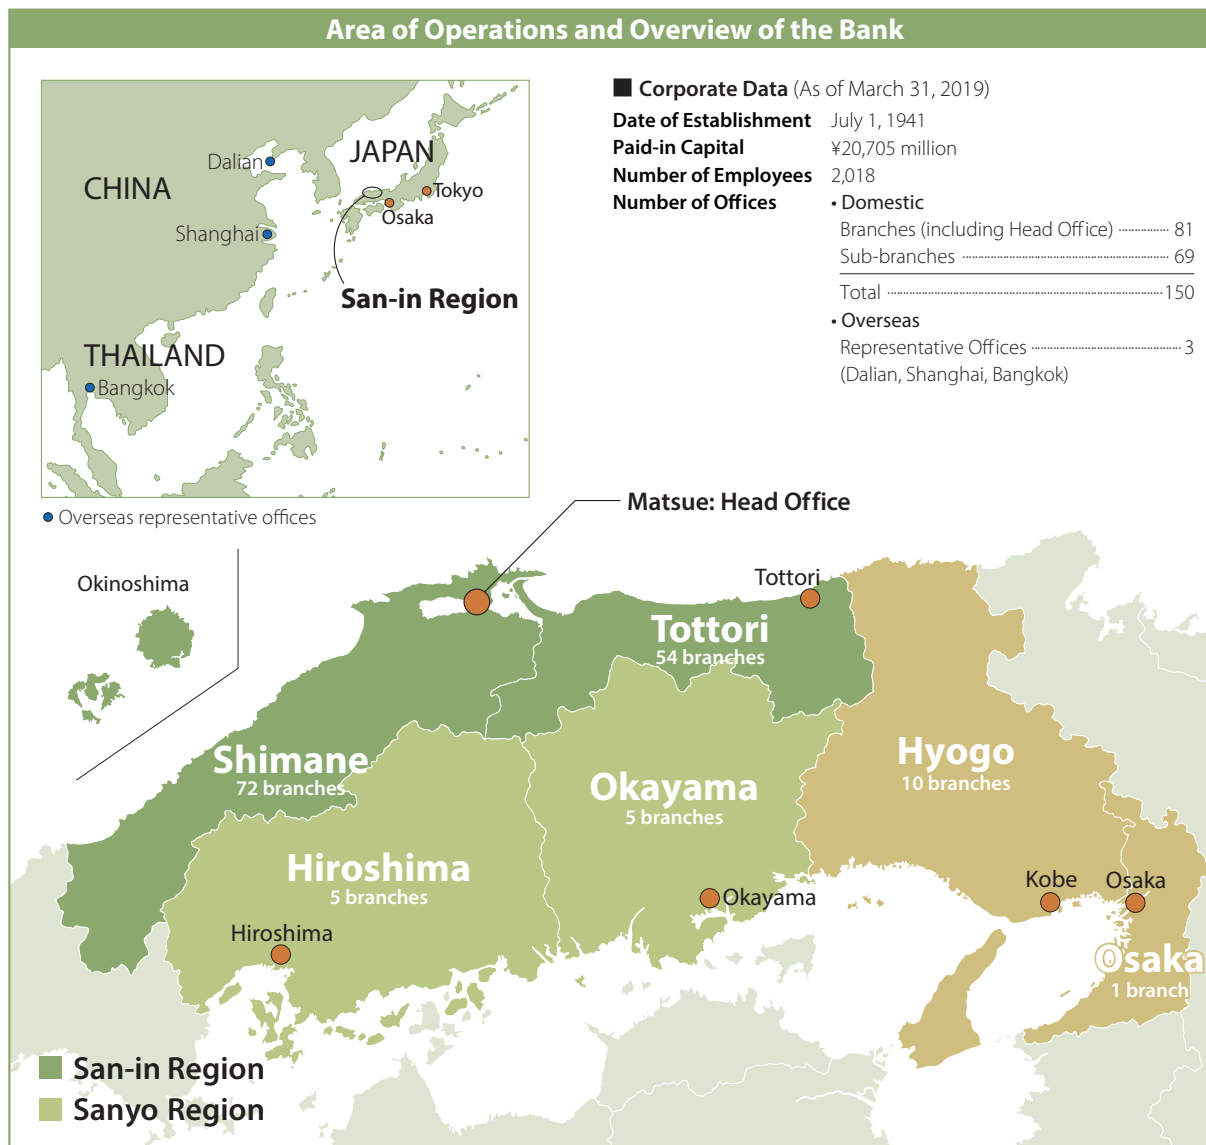 Area of Operations and Overview of the Bank
CHINA
Dalian
JAPAN
Tokyo
Osaka
Shanghai
San-in Region
THAILAND
Bangkok
● Overseas representative offices
■ Corporate Data (As of March 31, 2019)
Date of Establishment July 1, 1941
Paid-in Capital ¥20,705 million
Number of Employees 2,018
Number of Offices • Domestic
Branches (including Head Office) 81
Sub-branches 69
Total 150
• Overseas
Representative Offices 3
(Dalian, Shanghai, Bangkok)
Matsue: Head Office
Okinoshima
Tottori
Tottori
54 branches
Shimane
72 branches
Hyogo
10 branches
Okayama
5 branches
Hiroshima
5 branches
Okayama
Kobe
Osaka
Hiroshima
Osaka
1 branch
San-in Region
Sanyo Region